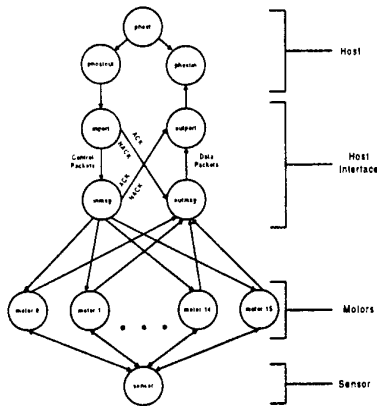 phost
Host
phostout
phostin
inport
outport
ACK
NACK
Control
Packets
Data
Packets
Host
Interface
ACK
NACK
inmsg
outmsg
motor 0
motor 1
motor 14
motor 15
Motors
sensor
Sensor